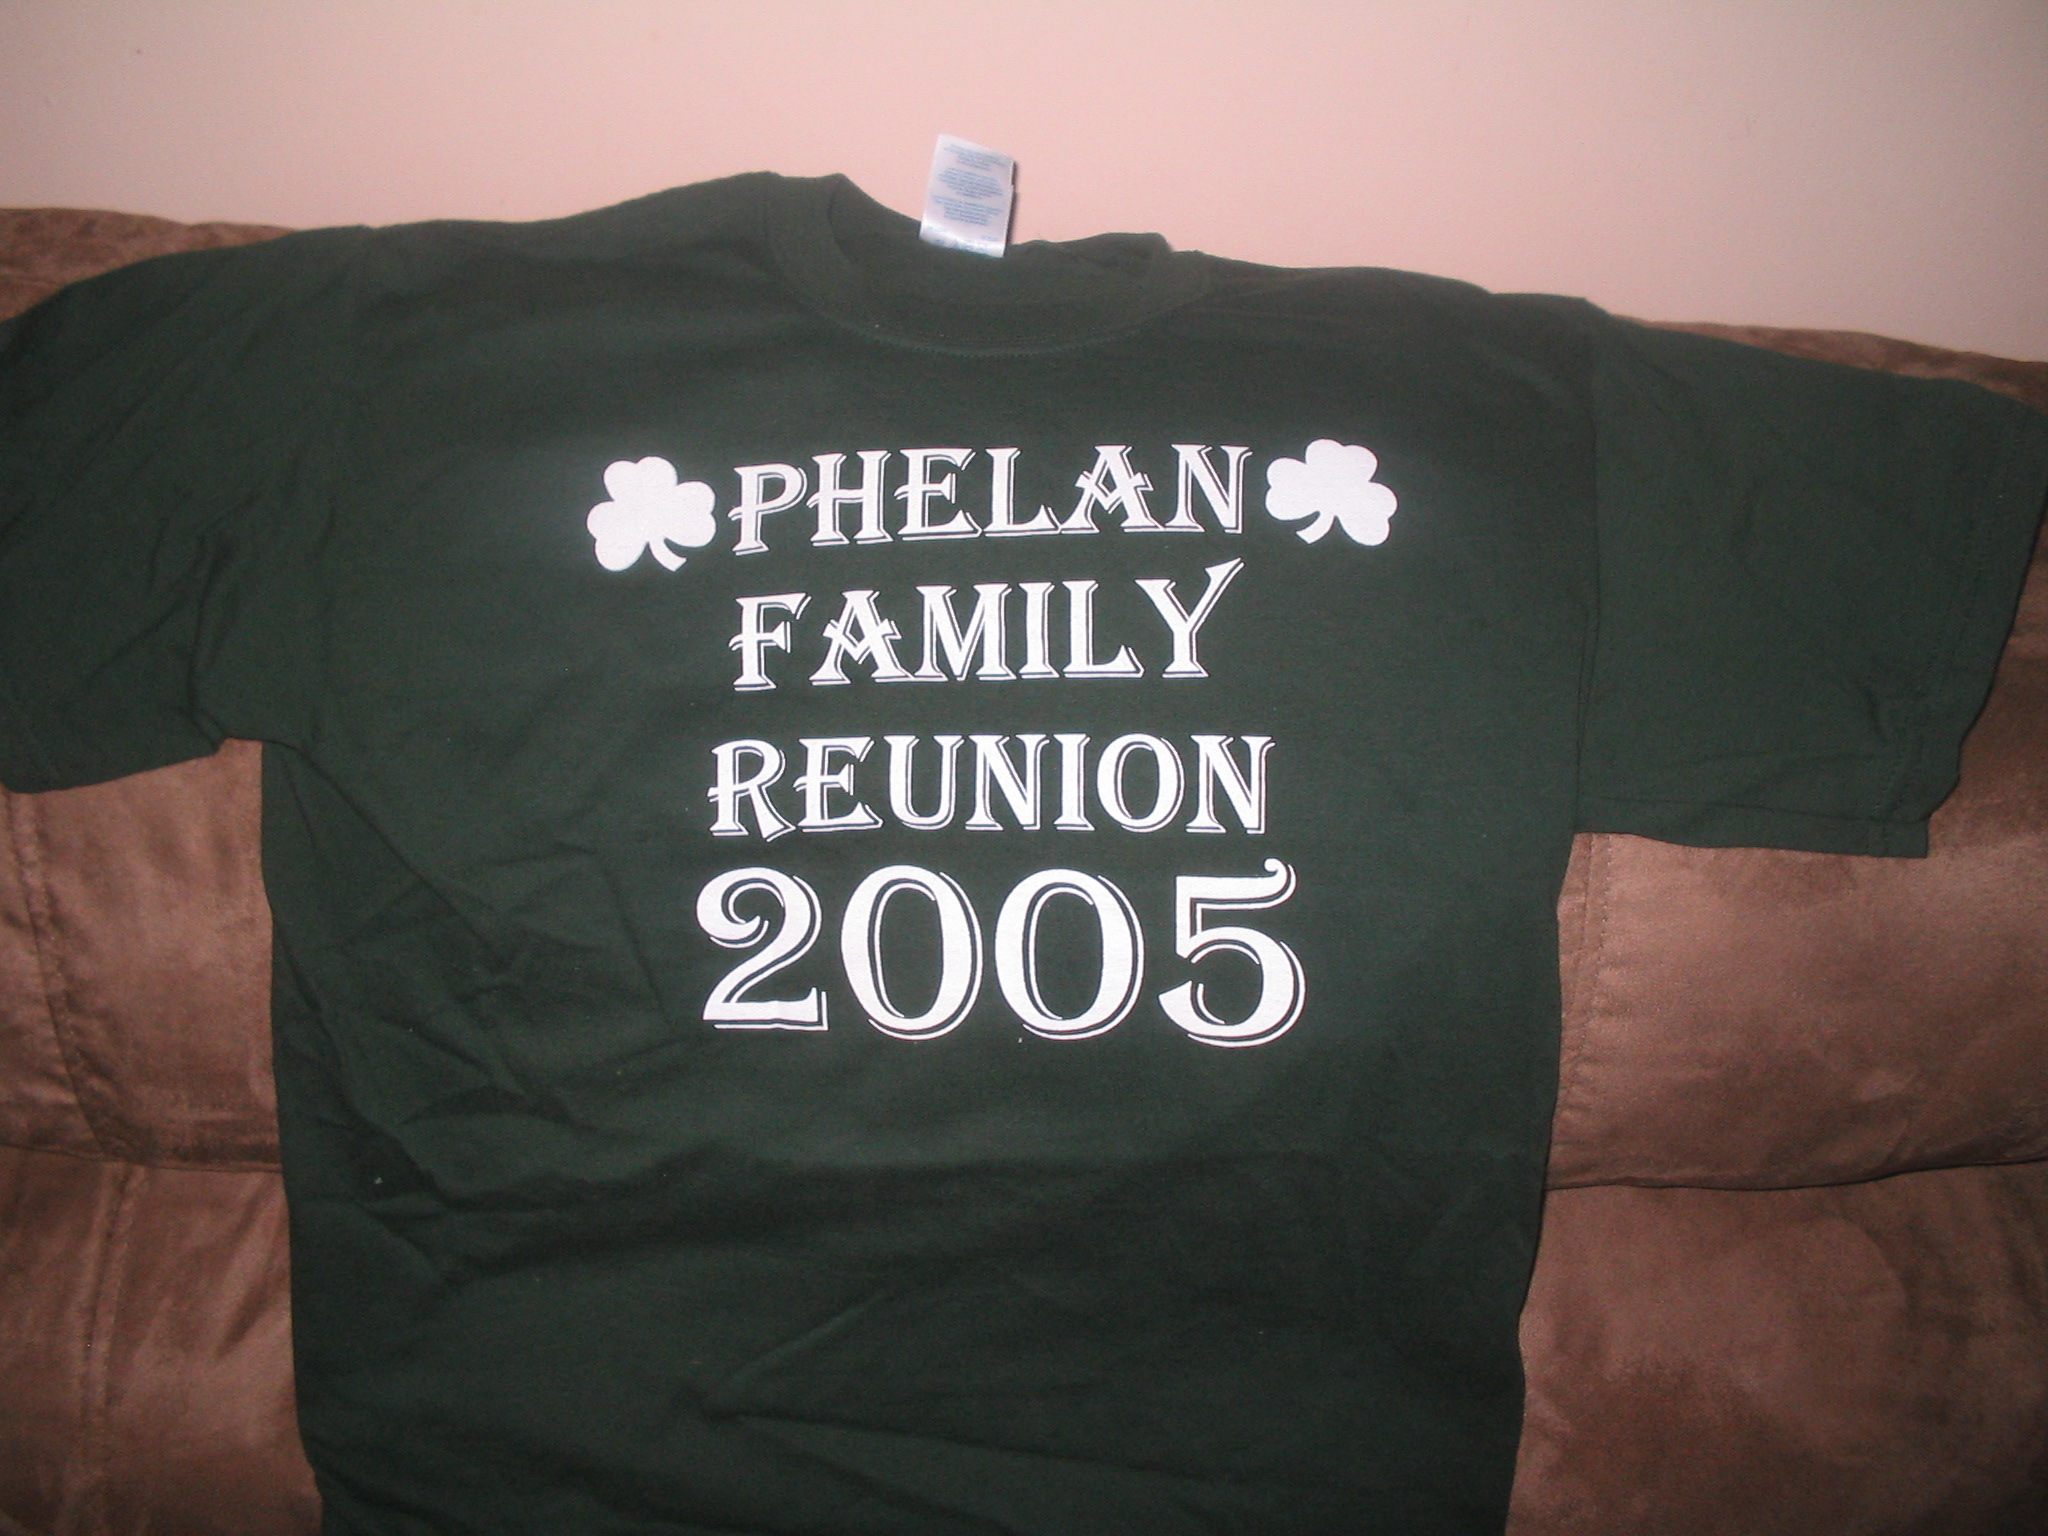 PHELAN
FAMILY
REUNION
2005